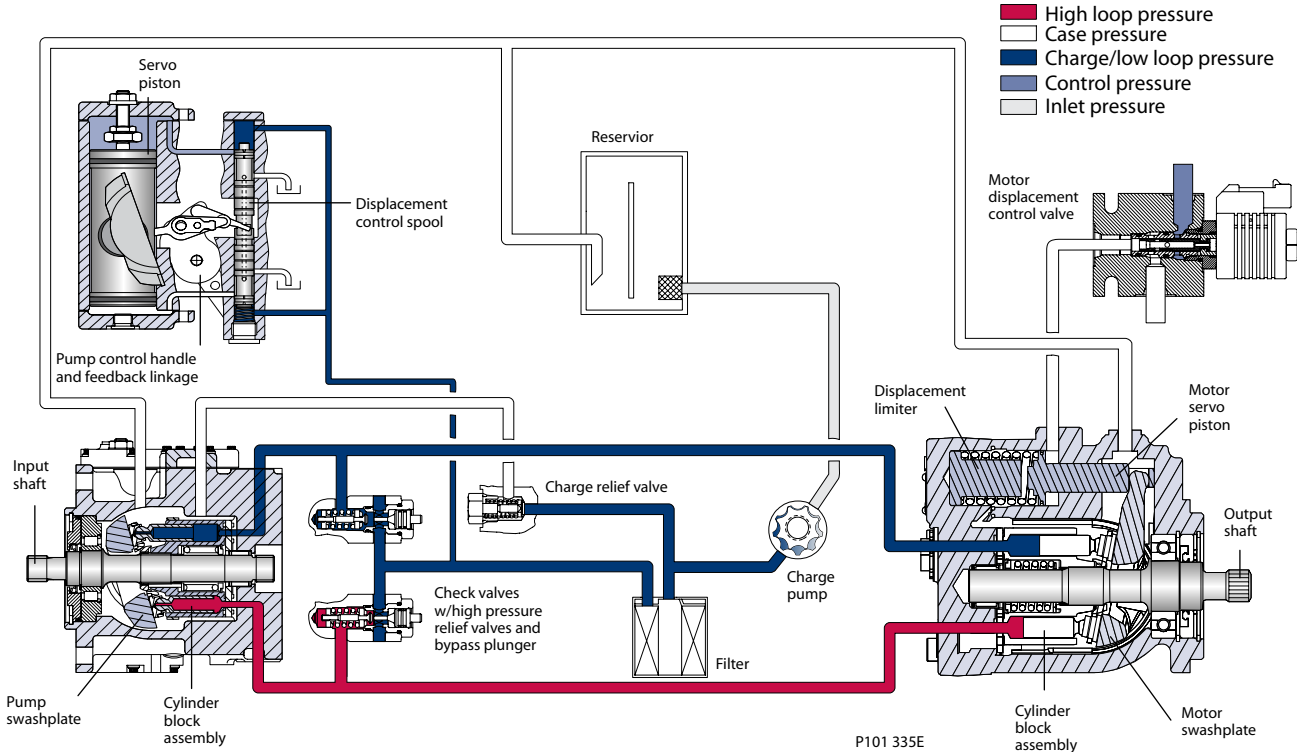 High loop pressure
Case pressure
Charge/low loop pressure
Control pressure
Inlet pressure
Servo
piston
Reservior
Displacement
control spool
Motor
displacement
control valve
Pump control handle
and feedback linkage
Displacement
limiter
Motor
servo
piston
Input
shaft
Charge relief valve
Output
shaft
Charge
pump
Check valves
w/high pressure
relief valves and
bypass plunger
Filter
Pump
swashplate
Cylinder
block
assembly
Cylinder
block
assembly
Motor
swashplate
P101 335E